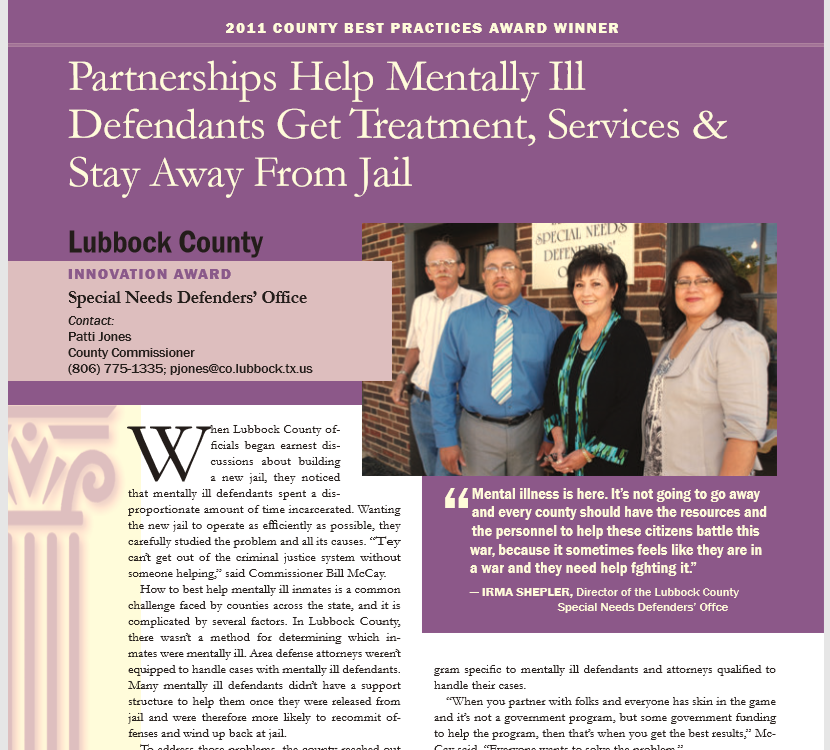 2011 COUNTY BEST PRACTICES AWARD WINNER
Partnerships Help Mentally Ill
Defendants Get Treatment, Services &
Stay Away From Jail
Lubbock County
INNOVATION AWARD
Special Needs Defenders' Office
Contact:
Patti Jones
County Commissioner
(806) 775-1335; pjones@co.lubbock.tx.us
SPECIAL NEEDS
DEFENDERS'
When Lubbock County of-
ficials began earnest dis-
cussions about building
a new jail, they noticed
that mentally ill defendants spent a dis-
proportionate amount of time incarcerated. Wanting
the new jail to operate as efficiently as possible, they
carefully studied the problem and all its causes. “Tey
can't get out of the criminal justice system without
someone helping,” said Commissioner Bill McCay.
How to best help mentally ill inmates is a common
challenge faced by counties across the state, and it is
complicated by several factors. In Lubbock County,
there wasn't a method for determining which in-
mates were mentally ill. Area defense attorneys weren't
equipped to handle cases with mentally ill defendants.
Many mentally ill defendants didn't have a support
structure to help them once they were released from
jail and were therefore more likely to recommit of-
fenses and wind up back at jail.
To address those problems, the county reached out
“Mental illness is here. It's not going to go away
and every county should have the resources and
the personnel to help these citizens battle this
war, because it sometimes feels like they are in
a war and they need help fghting it.”
— IRMA SHEPLER, Director of the Lubbock County
Special Needs Defenders' Offce
gram specific to mentally ill defendants and attorneys qualified to
handle their cases.
“When you partner with folks and everyone has skin in the game
and it's not a government program, but some government funding
to help the program, then that's when you get the best results,” Mc-
Cay said. “Everyone wants to solve the problem.”